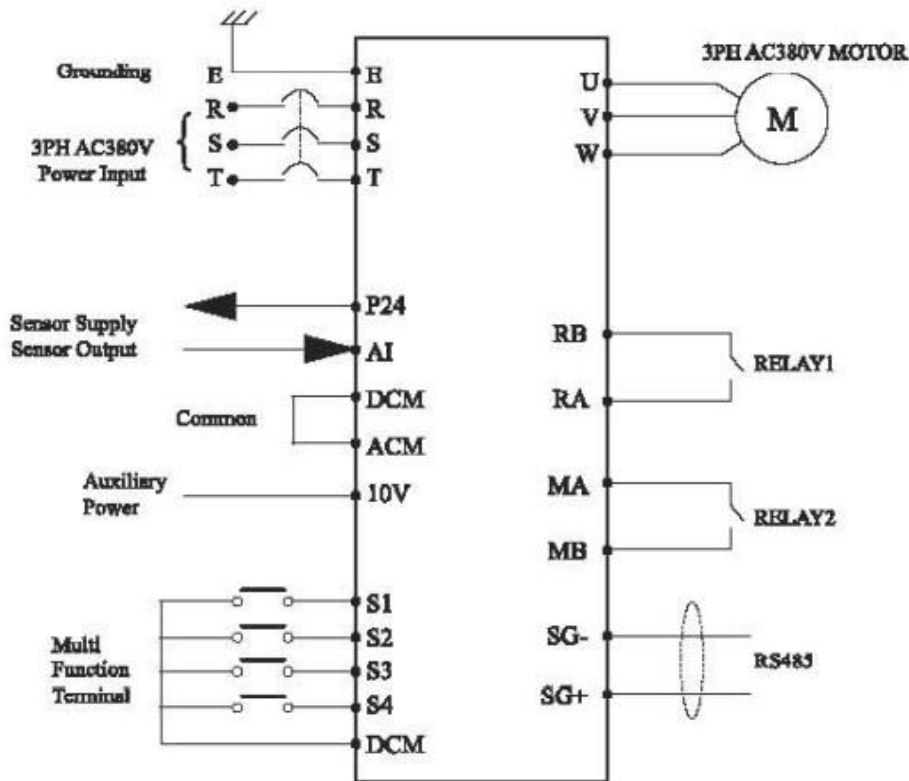 3PH AC380V MOTOR
Grounding
E
E
R
R
S
S
T
T
3PH AC380V
Power Input
U
V
W
M
P24
Sensor Supply
Sensor Output
AI
DCM
Common
ACM
Auxiliary
Power
10V
RB
RELAY1
RA
MA
RELAY2
MB
S1
S2
S3
S4
DCM
Multi
Function
Terminal
SG-
RS485
SG+